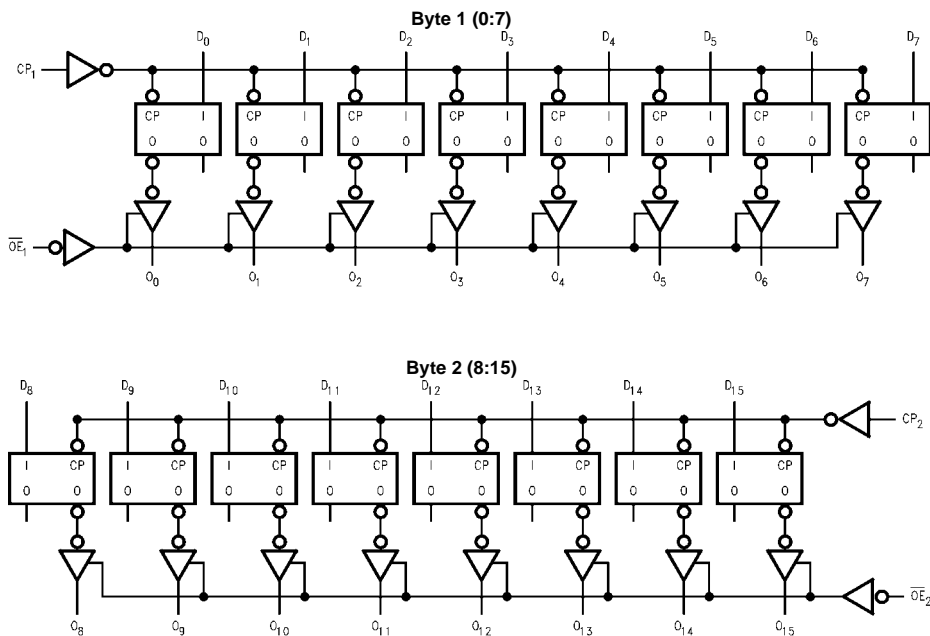 Byte 1 (0:7)
D₀ D₁ D₂ D₃ D₄ D₅ D₆ D₇
CP₁
CP I CP I CP I CP I CP I CP I CP I CP I
O O O O O O O O O O O O O O O O
O̅E̅₁
O₀ O₁ O₂ O₃ O₄ O₅ O₆ O₇
Byte 2 (8:15)
D₈ D₉ D₁₀ D₁₁ D₁₂ D₁₃ D₁₄ D₁₅
CP₂
I CP I CP I CP I CP I CP I CP I CP I CP
O O O O O O O O O O O O O O O O
O̅E̅₂
O₈ O₉ O₁₀ O₁₁ O₁₂ O₁₃ O₁₄ O₁₅